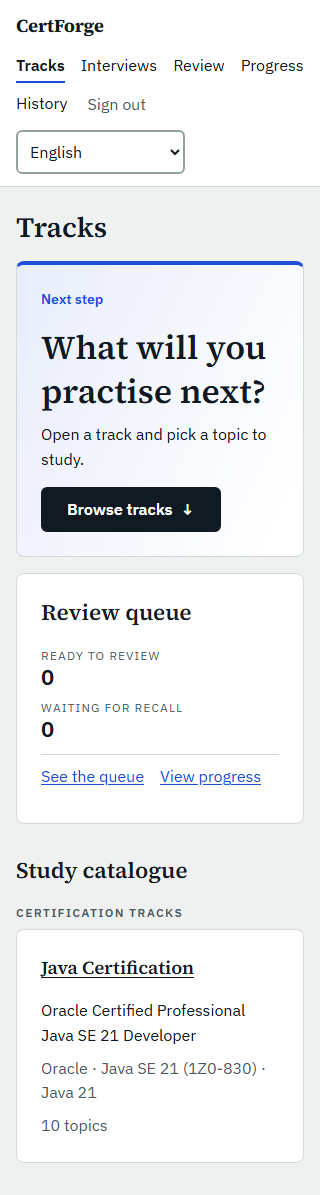 CertForge
Tracks Interviews Review Progress
History Sign out
English
Tracks
Next step
What will you
practise next?
Open a track and pick a topic to
study.
Browse tracks ↓
Review queue
READY TO REVIEW
0
WAITING FOR RECALL
0
See the queue View progress
Study catalogue
CERTIFICATION TRACKS
Java Certification
Oracle Certified Professional
Java SE 21 Developer
Oracle · Java SE 21 (1Z0-830) ·
Java 21
10 topics